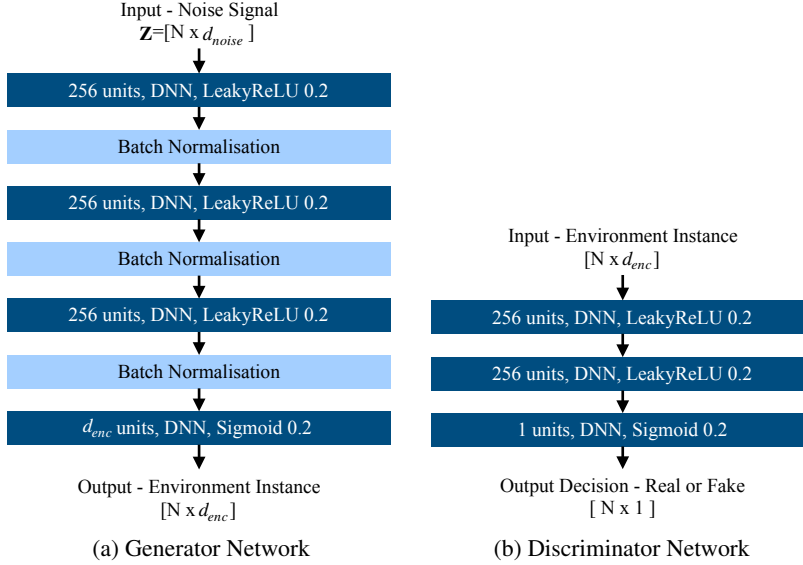 Input - Noise Signal
Z=[N x d_noise ]
256 units, DNN, LeakyReLU 0.2
Batch Normalisation
256 units, DNN, LeakyReLU 0.2
Batch Normalisation
256 units, DNN, LeakyReLU 0.2
Batch Normalisation
d_enc units, DNN, Sigmoid 0.2
Output - Environment Instance
[N x d_enc]
(a) Generator Network
Input - Environment Instance
[N x d_enc]
256 units, DNN, LeakyReLU 0.2
256 units, DNN, LeakyReLU 0.2
1 units, DNN, Sigmoid 0.2
Output Decision - Real or Fake
[ N x 1 ]
(b) Discriminator Network